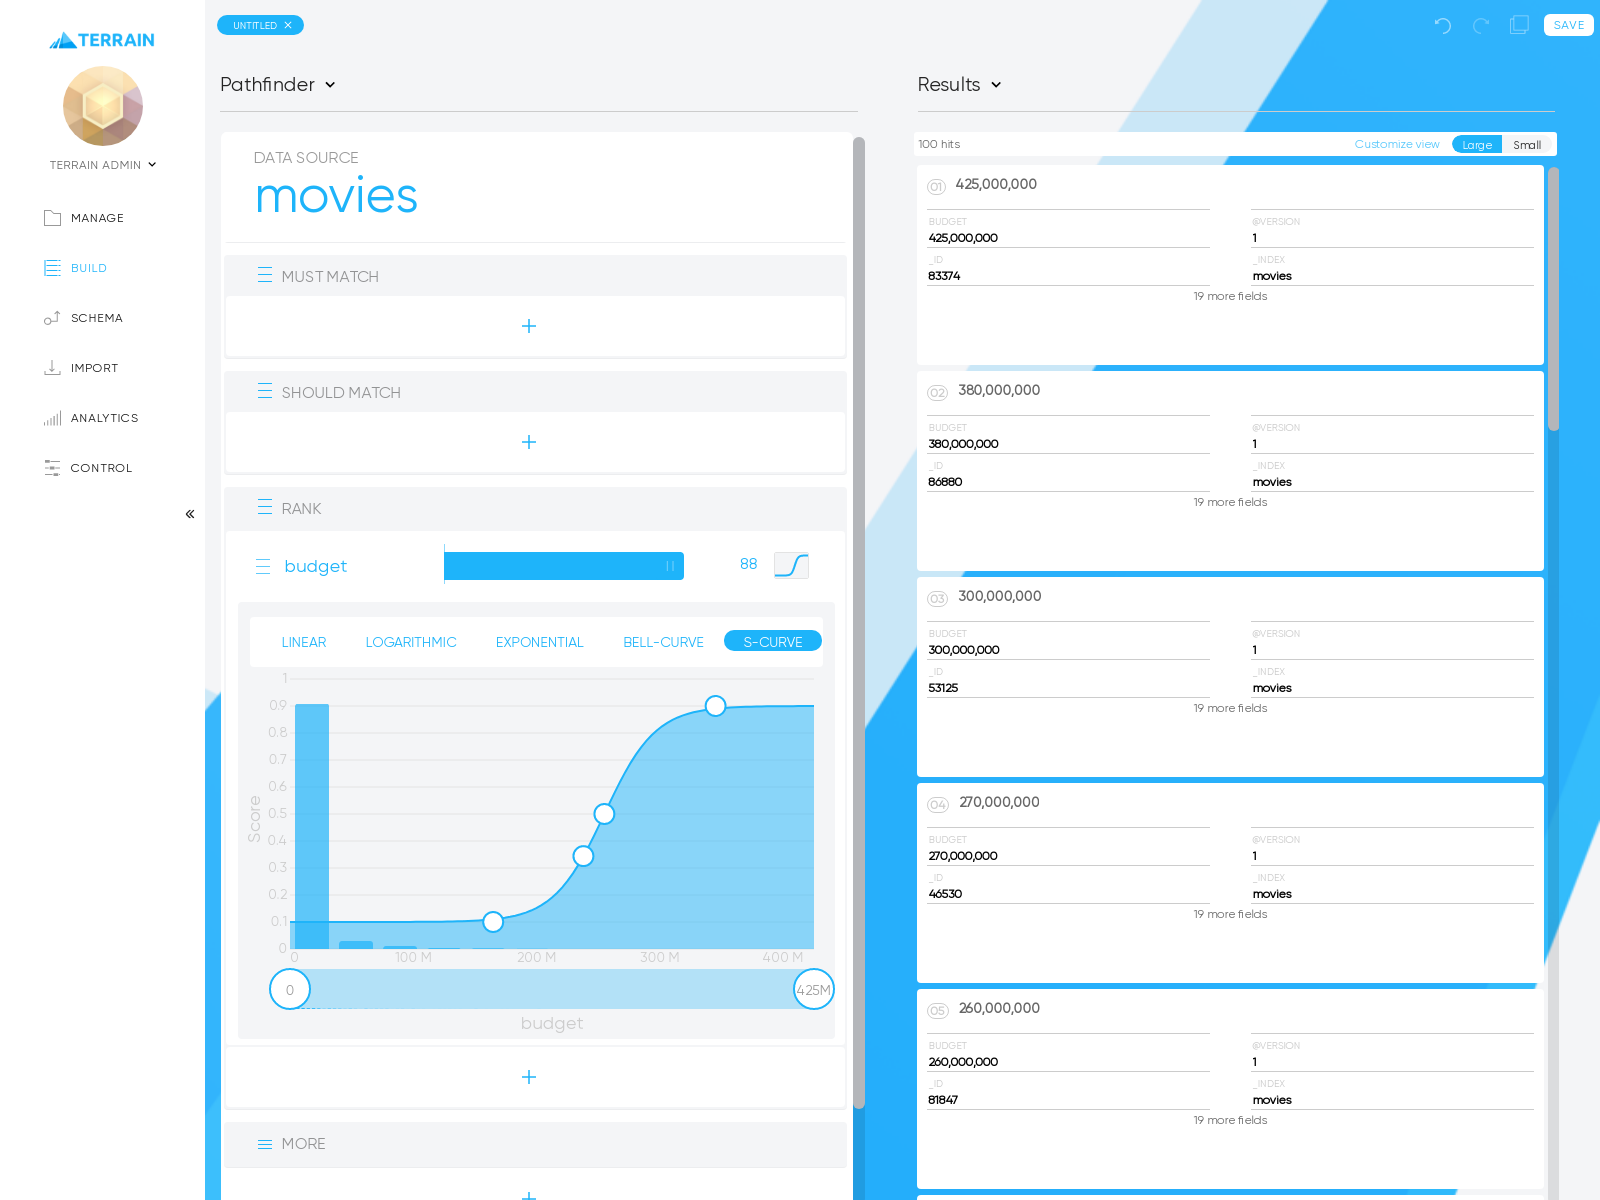 TERRAIN
TERRAIN ADMIN
MANAGE
BUILD
SCHEMA
IMPORT
ANALYTICS
CONTROL
UNTITLED
SAVE
Pathfinder
DATA SOURCE
movies
MUST MATCH
SHOULD MATCH
RANK
budget
88
LINEAR LOGARITHMIC EXPONENTIAL BELL-CURVE S-CURVE
1
0.9
0.8
0.7
0.6
0.5
0.4
0.3
0.2
0.1
0
Score
0 100 M 200 M 300 M 400 M
0 425M
budget
MORE
Results
100 hits Customize view Large Small
01 425,000,000
BUDGET @VERSION
425,000,000 1
_ID _INDEX
83374 movies
19 more fields
02 380,000,000
BUDGET @VERSION
380,000,000 1
_ID _INDEX
86880 movies
19 more fields
03 300,000,000
BUDGET @VERSION
300,000,000 1
_ID _INDEX
53125 movies
19 more fields
04 270,000,000
BUDGET @VERSION
270,000,000 1
_ID _INDEX
46530 movies
19 more fields
05 260,000,000
BUDGET @VERSION
260,000,000 1
_ID _INDEX
81847 movies
19 more fields